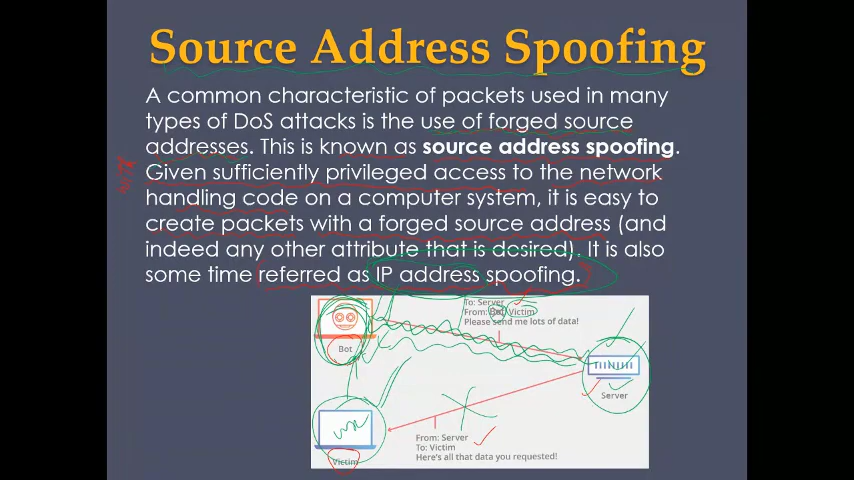 Source Address Spoofing
A common characteristic of packets used in many
types of DoS attacks is the use of forged source
addresses. This is known as source address spoofing.
Given sufficiently privileged access to the network
handling code on a computer system, it is easy to
create packets with a forged source address (and
indeed any other attribute that is desired). It is also
some time referred as IP address spoofing.
To: Server
From: Bot Victim
Please send me lots of data!
Bot
Server
From: Server
To: Victim
Here's all that data you requested!
Victim